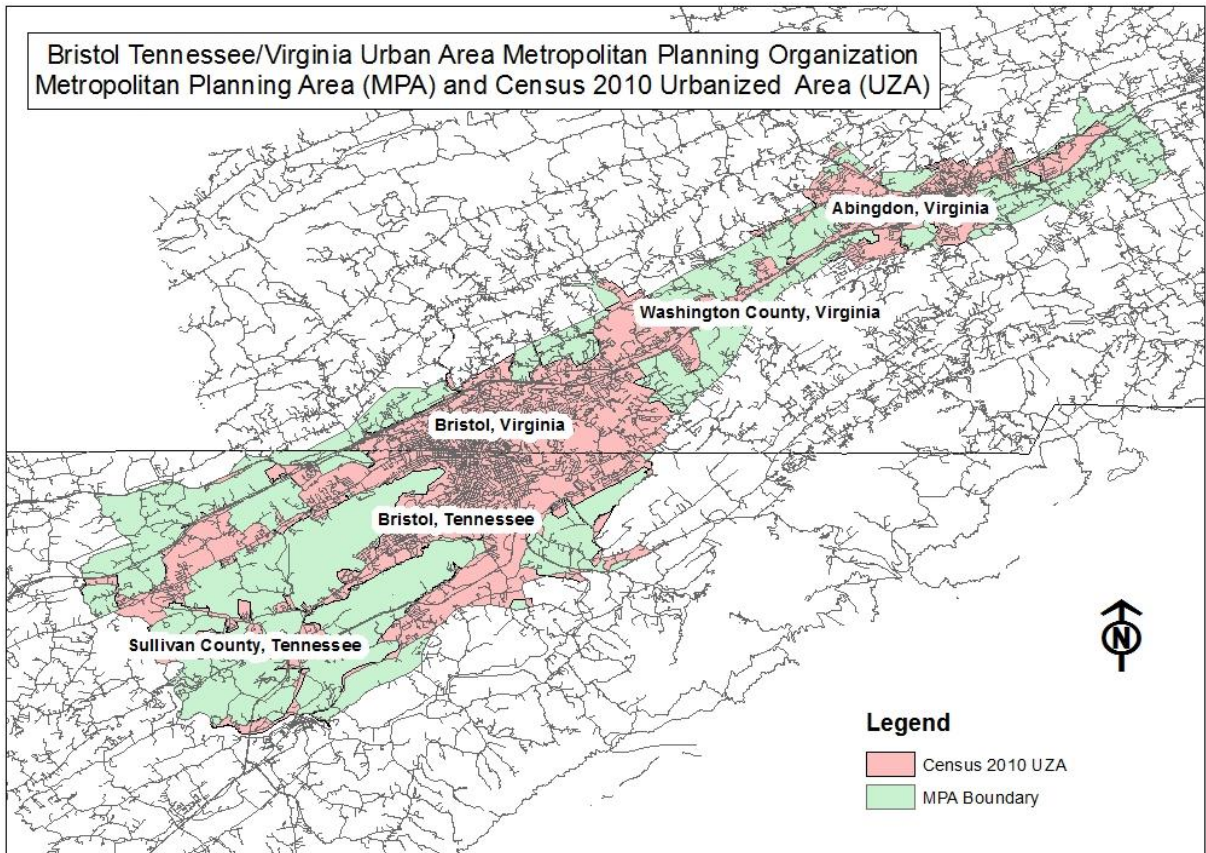 Bristol Tennessee/Virginia Urban Area Metropolitan Planning Organization
Metropolitan Planning Area (MPA) and Census 2010 Urbanized Area (UZA)
Abingdon, Virginia
Washington County, Virginia
Bristol, Virginia
Bristol, Tennessee
Sullivan County, Tennessee
N
Legend
Census 2010 UZA
MPA Boundary